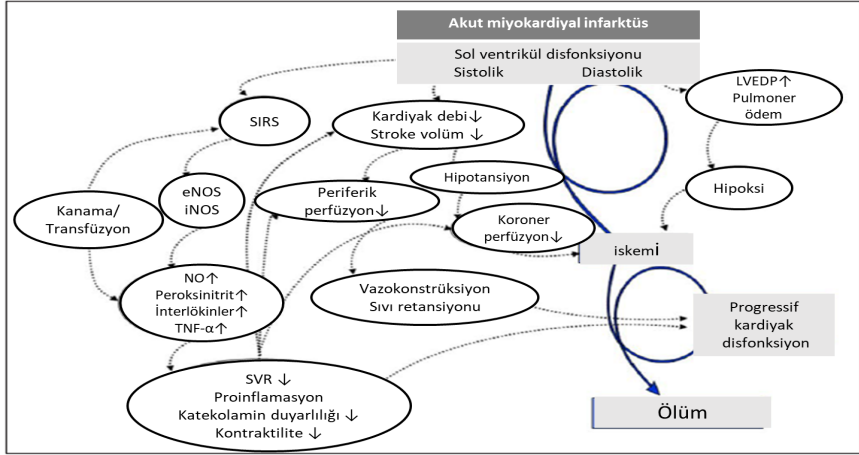 Akut miyokardiyal infarktüs
Sol ventrikül disfonksiyonu
Sistolik Diastolik
LVEDP↑
Pulmoner
ödem
SIRS
Kardiyak debi↓
Stroke volüm ↓
Hipotansiyon
Hipoksi
eNOS
iNOS
Periferik
perfüzyon↓
Kanama/
Transfüzyon
Koroner
perfüzyon↓
iskemi
NO↑
Peroksinitrit↑
İnterlökinler↑
TNF-α↑
Vazokonstrüksiyon
Sıvı retansiyonu
Progressif
kardiyak
disfonksiyon
SVR ↓
Proinflamasyon
Katekolamin duyarlılığı ↓
Kontraktilite ↓
Ölüm